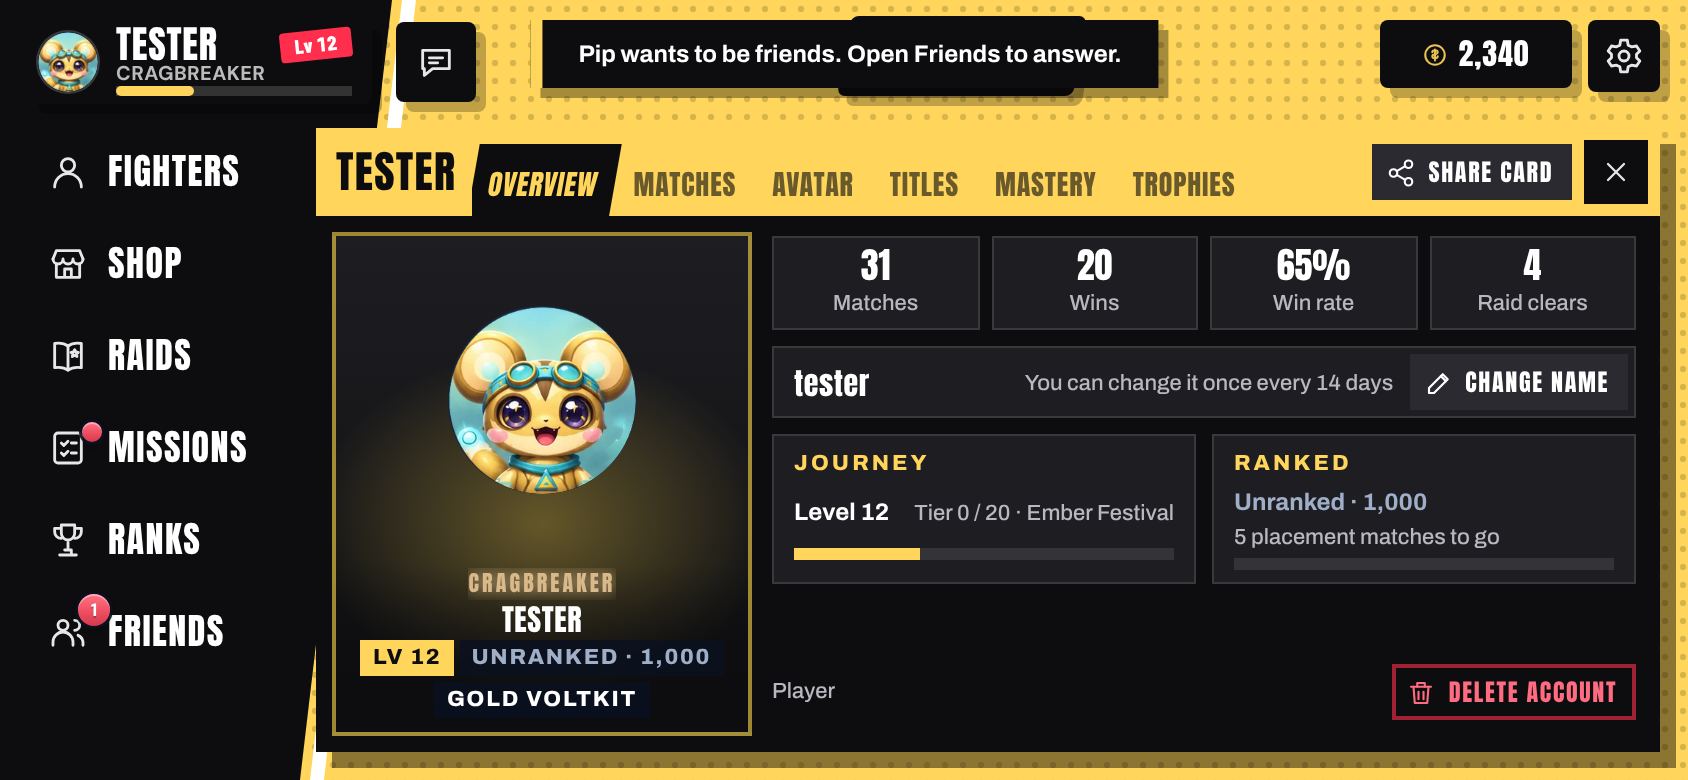 TESTER
Lv 12
CRAGBREAKER
Pip wants to be friends. Open Friends to answer.
2,340
FIGHTERS
SHOP
RAIDS
MISSIONS
RANKS
1
FRIENDS
TESTER
OVERVIEW
MATCHES
AVATAR
TITLES
MASTERY
TROPHIES
SHARE CARD
CRAGBREAKER
TESTER
LV 12
UNRANKED · 1,000
GOLD VOLTKIT
31
Matches
20
Wins
65%
Win rate
4
Raid clears
tester
You can change it once every 14 days
CHANGE NAME
JOURNEY
Level 12
Tier 0 / 20 · Ember Festival
RANKED
Unranked · 1,000
5 placement matches to go
Player
DELETE ACCOUNT